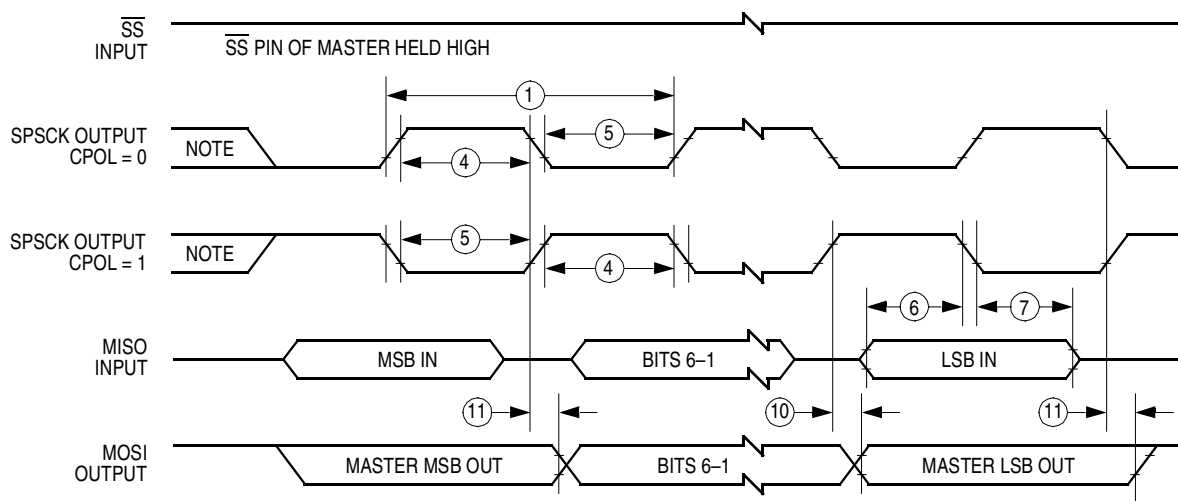 SS
INPUT
SS PIN OF MASTER HELD HIGH
1
SPSCK OUTPUT
CPOL = 0
NOTE
5
4
SPSCK OUTPUT
CPOL = 1
NOTE
5
4
6
7
MISO
INPUT
MSB IN
BITS 6–1
LSB IN
11
10
11
MOSI
OUTPUT
MASTER MSB OUT
BITS 6–1
MASTER LSB OUT